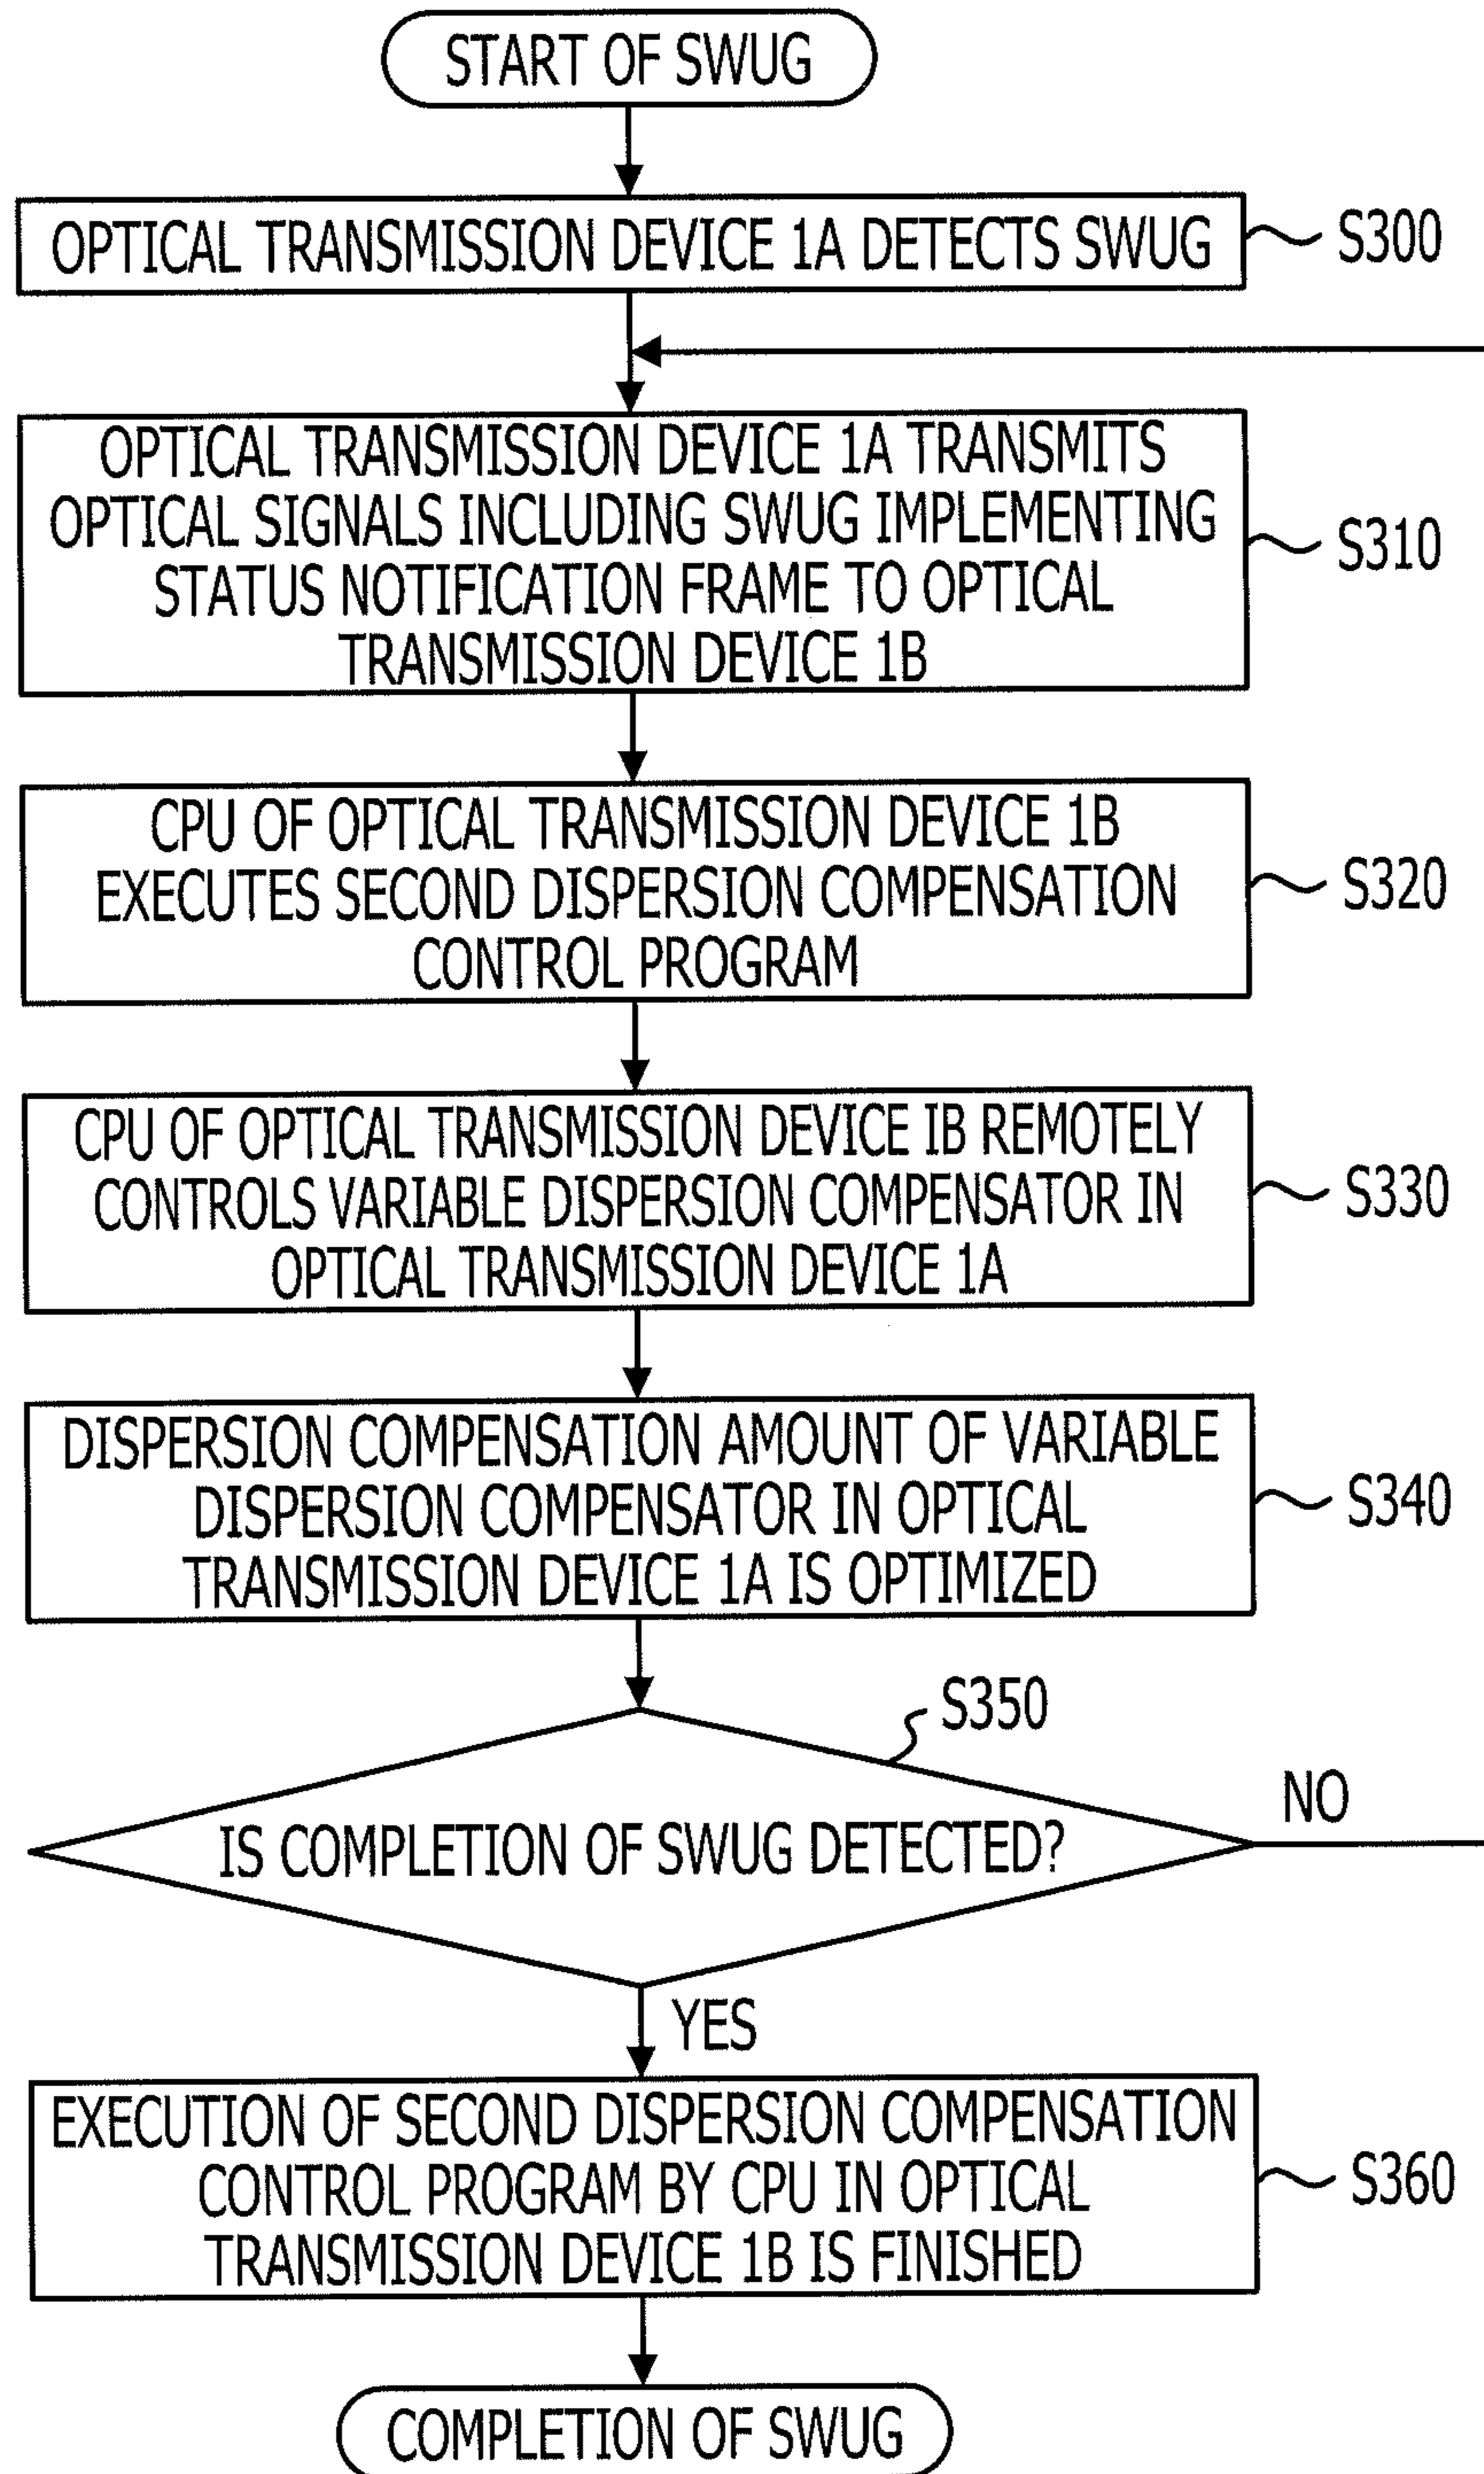 START OF SWUG
OPTICAL TRANSMISSION DEVICE 1A DETECTS SWUG
S300
OPTICAL TRANSMISSION DEVICE 1A TRANSMITS
OPTICAL SIGNALS INCLUDING SWUG IMPLEMENTING
STATUS NOTIFICATION FRAME TO OPTICAL
TRANSMISSION DEVICE 1B
S310
CPU OF OPTICAL TRANSMISSION DEVICE 1B
EXECUTES SECOND DISPERSION COMPENSATION
CONTROL PROGRAM
S320
CPU OF OPTICAL TRANSMISSION DEVICE IB REMOTELY
CONTROLS VARIABLE DISPERSION COMPENSATOR IN
OPTICAL TRANSMISSION DEVICE 1A
S330
DISPERSION COMPENSATION AMOUNT OF VARIABLE
DISPERSION COMPENSATOR IN OPTICAL
TRANSMISSION DEVICE 1A IS OPTIMIZED
S340
S350
IS COMPLETION OF SWUG DETECTED?
NO
YES
EXECUTION OF SECOND DISPERSION COMPENSATION
CONTROL PROGRAM BY CPU IN OPTICAL
TRANSMISSION DEVICE 1B IS FINISHED
S360
COMPLETION OF SWUG